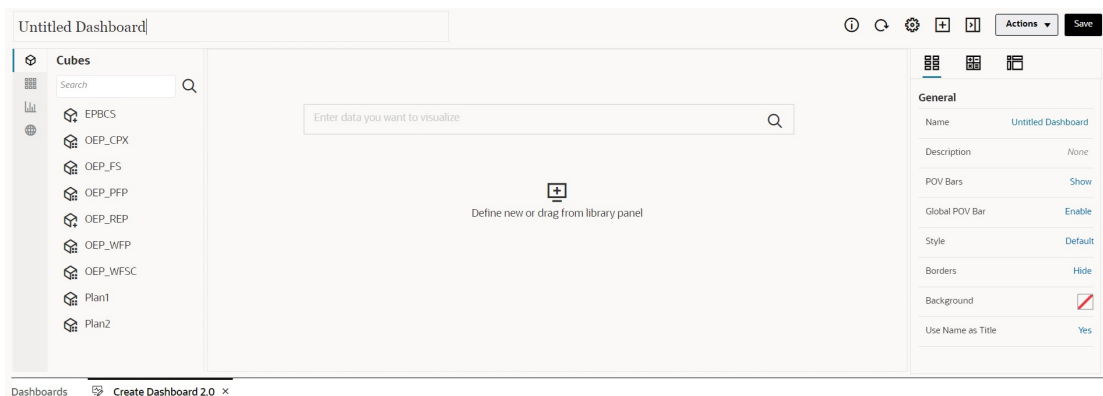 Untitled Dashboard
Actions
Save
Cubes
Search
EPBCS
OEP_CPX
OEP_FS
OEP_PFP
OEP_REP
OEP_WFP
OEP_WFSC
Plan1
Plan2
Enter data you want to visualize
Define new or drag from library panel
General
Name Untitled Dashboard
Description None
POV Bars Show
Global POV Bar Enable
Style Default
Borders Hide
Background
Use Name as Title Yes
Dashboards Create Dashboard 2.0 ×